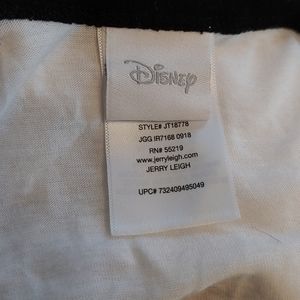 Disney
STYLE# JT18778
JGG IR7168 0918
RN# 55219
www.jerryleigh.com
JERRY LEIGH
UPC# 732409495049